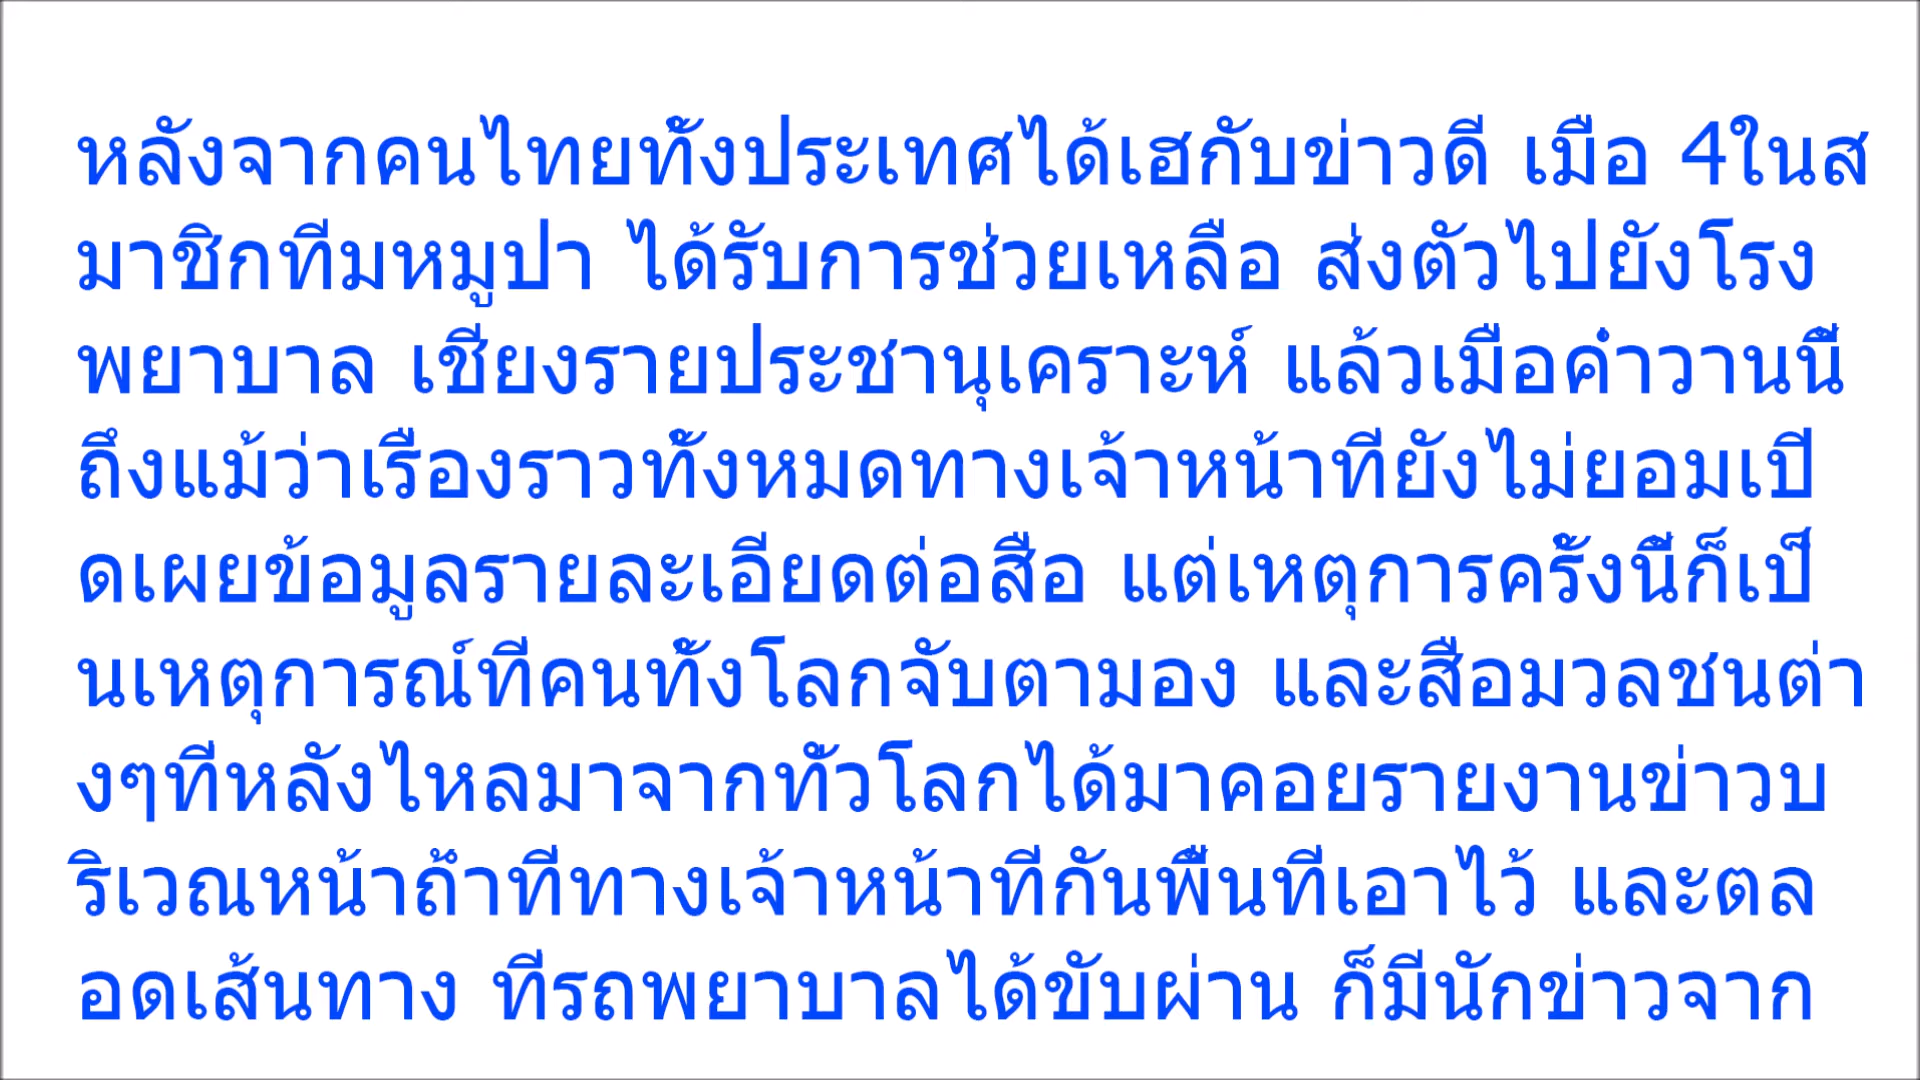 หลังจากคนไทยทั้งประเทศได้เฮกับข่าวดี เมื่อ 4ในส
มาชิกทีมหมูป่า ได้รับการช่วยเหลือ ส่งตัวไปยังโรง
พยาบาล เชียงรายประชานุเคราะห์ แล้วเมื่อค่ำวานนี้
ถึงแม้ว่าเรื่องราวทั้งหมดทางเจ้าหน้าที่ยังไม่ยอมเปิ
ดเผยข้อมูลรายละเอียดต่อสื่อ แต่เหตุการครั้งนี้ก็เป็
นเหตุการณ์ที่คนทั้งโลกจับตามอง และสื่อมวลชนต่า
งๆที่หลั่งไหลมาจากทั่วโลกได้มาคอยรายงานข่าวบ
ริเวณหน้าถ้ำที่ทางเจ้าหน้าที่กันพื้นที่เอาไว้ และตล
อดเส้นทาง ที่รถพยาบาลได้ขับผ่าน ก็มีนักข่าวจาก